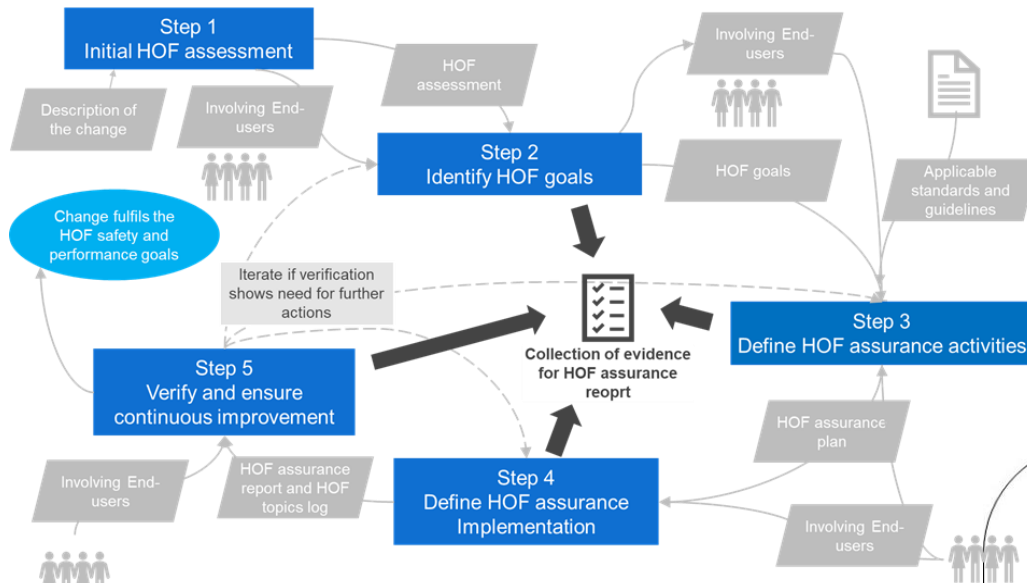 Step 1
Initial HOF assessment
Description of
the change
Involving End-
users
HOF
assessment
Involving End-
users
Step 2
Identify HOF goals
HOF goals
Applicable
standards and
guidelines
Change fulfils the
HOF safety and
performance goals
Iterate if verification
shows need for further
actions
Collection of evidence
for HOF assurance
reoprt
Step 3
Define HOF assurance activities
Step 5
Verify and ensure
continuous improvement
HOF assurance
plan
Involving End-
users
HOF assurance
report and HOF
topics log
Step 4
Define HOF assurance
Implementation
Involving End-
users